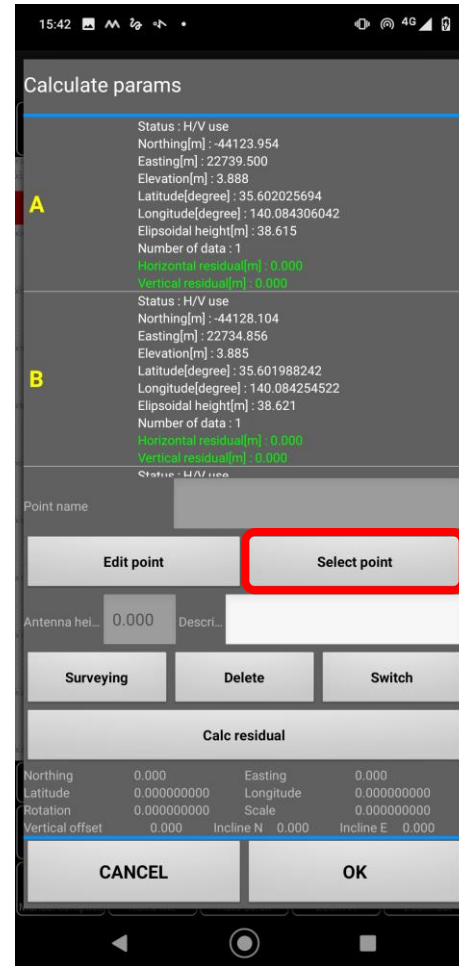 15:42 4G
Calculate params
Status : H/V use
Northing[m] : -44123.954
Easting[m] : 22739.500
Elevation[m] : 3.888
A
Latitude[degree] : 35.602025694
Longitude[degree] : 140.084306
042
Elipsoidal height[m] : 38.615
Number of data : 1
Horizontal residual[m] : 0.000
Vertical residual[m] : 0.000
Status : H/V use
Northing[m] : -44128.104
Easting[m] : 22734.856
Elevation[m] : 3.885
B
Latitude[degree] : 35.601988242
Longitude[degree] : 140.084254
522
Elipsoidal height[m] : 38.621
Number of data : 1
Horizontal residual[m] : 0.000
Vertical residual[m] : 0.000
Status : H/V use
Point name
Edit point Select point
Antenna hei... 0.000 Descri...
Surveying Delete Switch
Calc residual
Northing 0.000 Easting 0.000
Latitude 0.000000000 Longitude 0.000000000
Rotation 0.000000000 Scale 0.000000000
Vertical offset 0.000 Incline N 0.000 Incline E 0.000
CANCEL OK